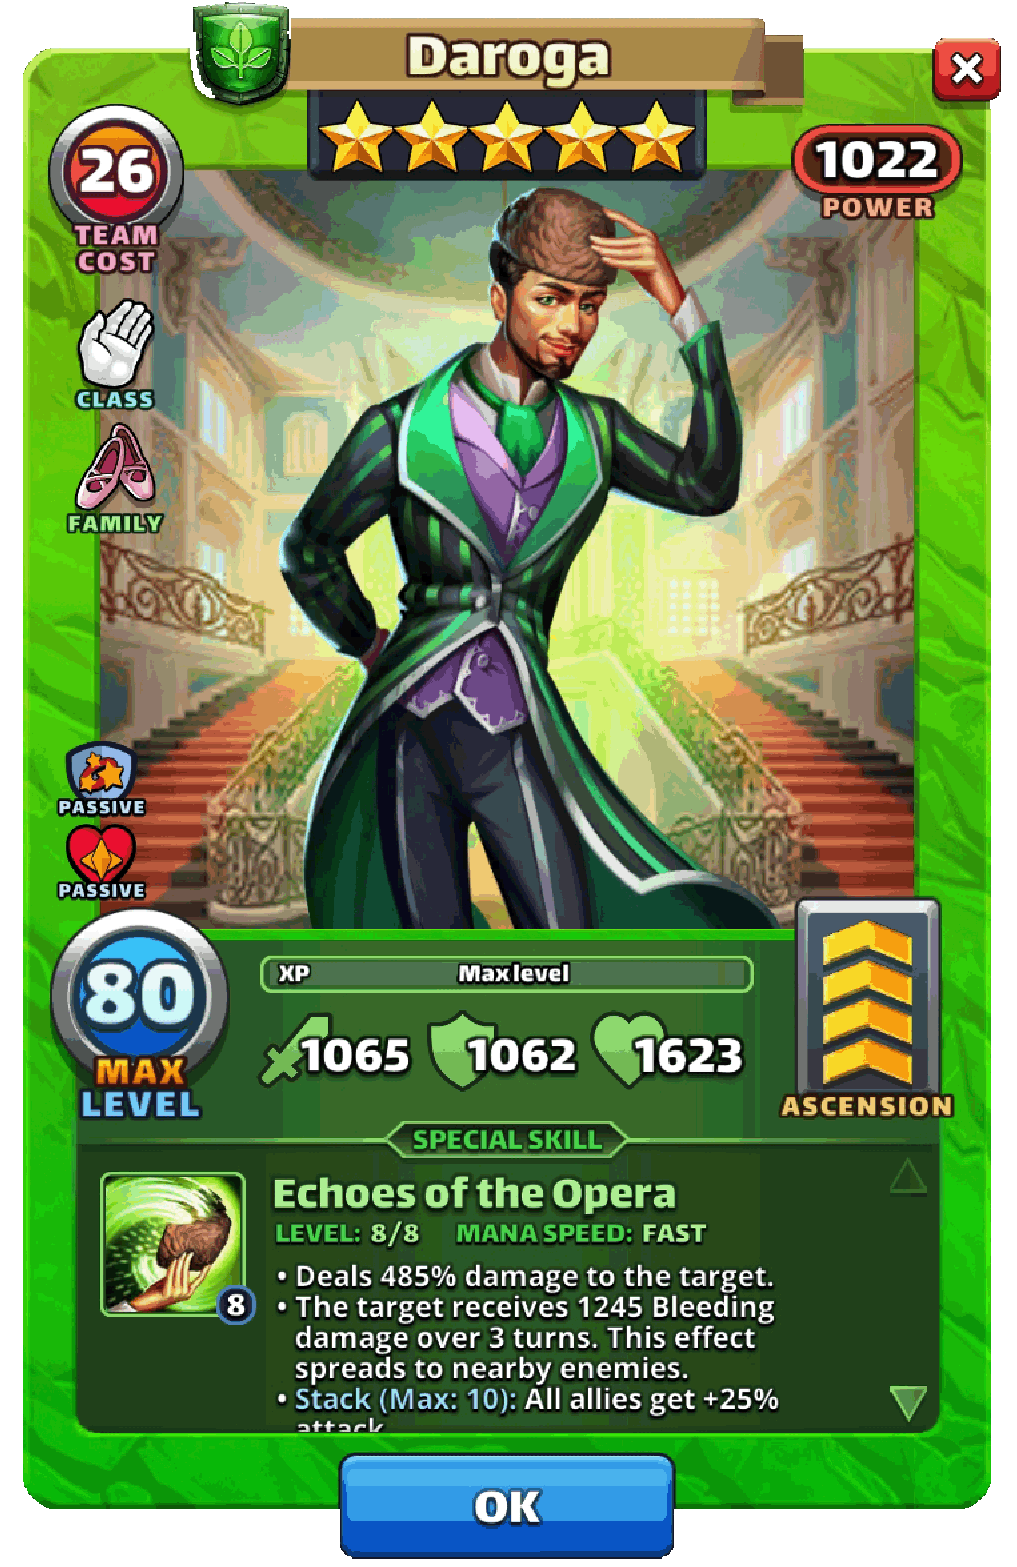 Daroga
26
TEAM
COST
1022
POWER
CLASS
FAMILY
PASSIVE
PASSIVE
80
MAX
LEVEL
XP Max level
1065 1062 1623
ASCENSION
SPECIAL SKILL
Echoes of the Opera
LEVEL: 8/8 MANA SPEED: FAST
8
• Deals 485% damage to the target.
• The target receives 1245 Bleeding
damage over 3 turns. This effect
spreads to nearby enemies.
• Stack (Max: 10): All allies get +25%
attack
OK